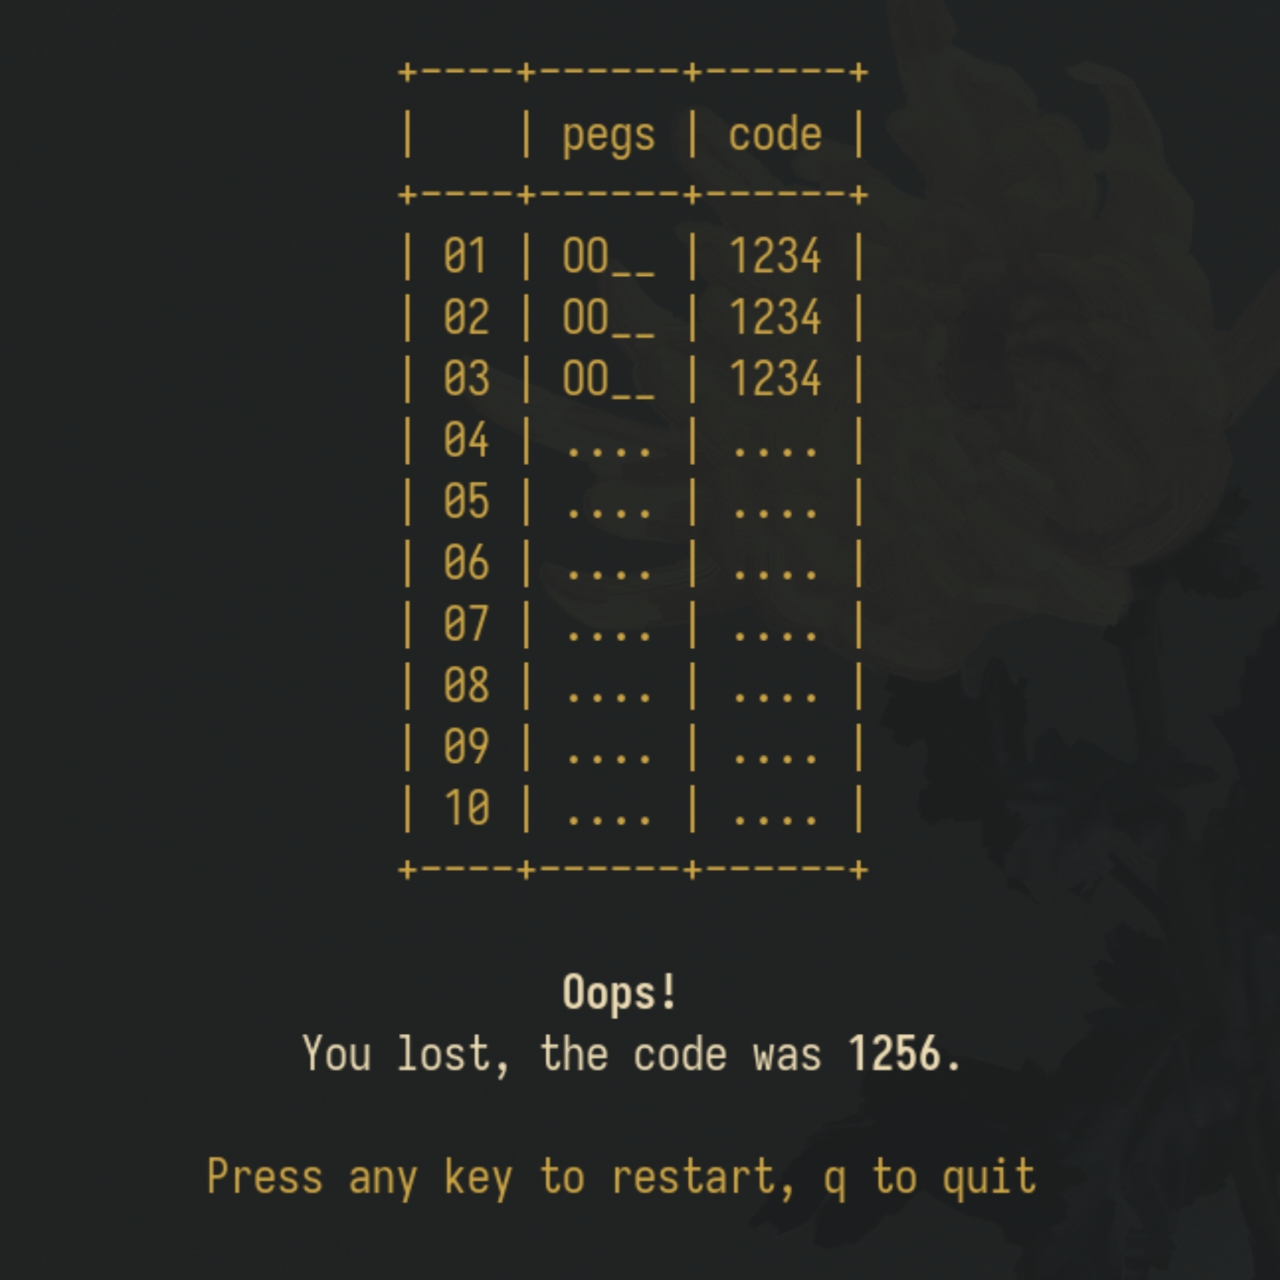 +----+------+------+
|    | pegs | code |
+----+------+------+
| 01 | OO__ | 1234 |
| 02 | OO__ | 1234 |
| 03 | OO__ | 1234 |
| 04 | .... | .... |
| 05 | .... | .... |
| 06 | .... | .... |
| 07 | .... | .... |
| 08 | .... | .... |
| 09 | .... | .... |
| 10 | .... | .... |
+----+------+------+
Oops!
You lost, the code was 1256.
Press any key to restart, q to quit